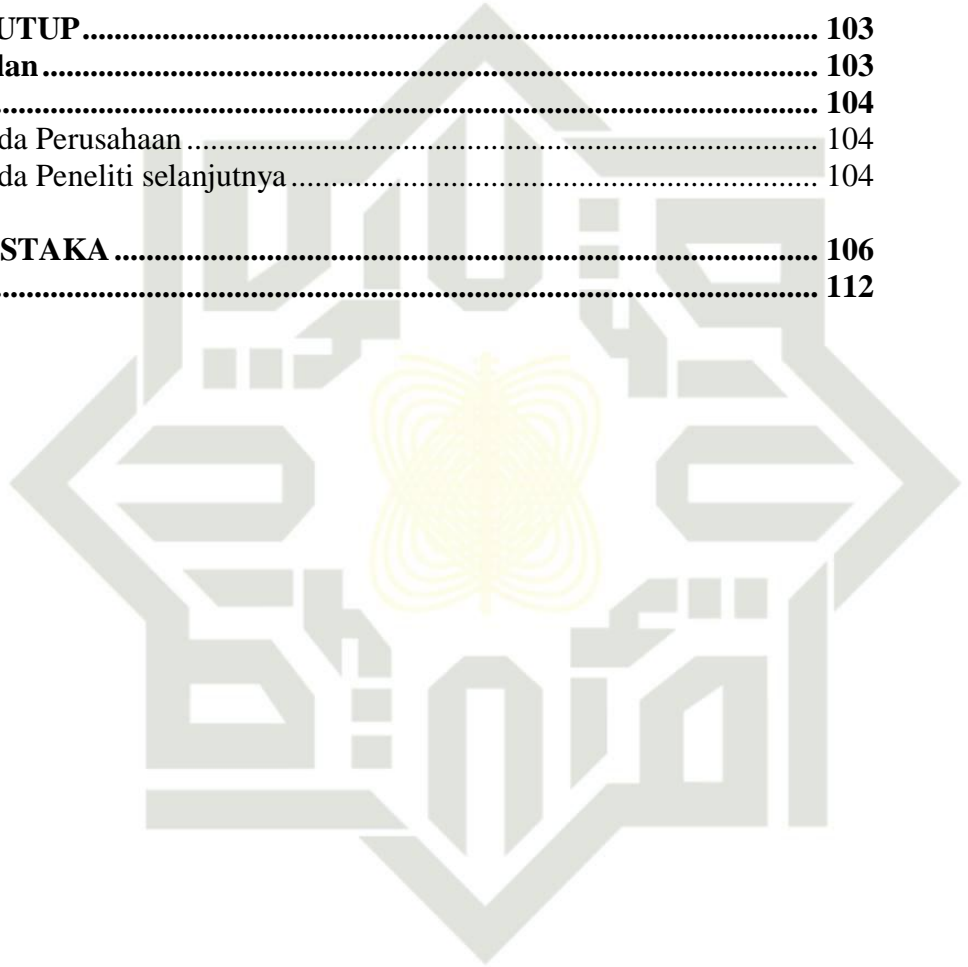 UTUP........................................................................................... 103
lan.................................................................................................. 103
....................................................................................................... 104
da Perusahaan................................................................................. 104
da Peneliti selanjutnya.................................................................... 104
STAKA.......................................................................................... 106
....................................................................................................... 112